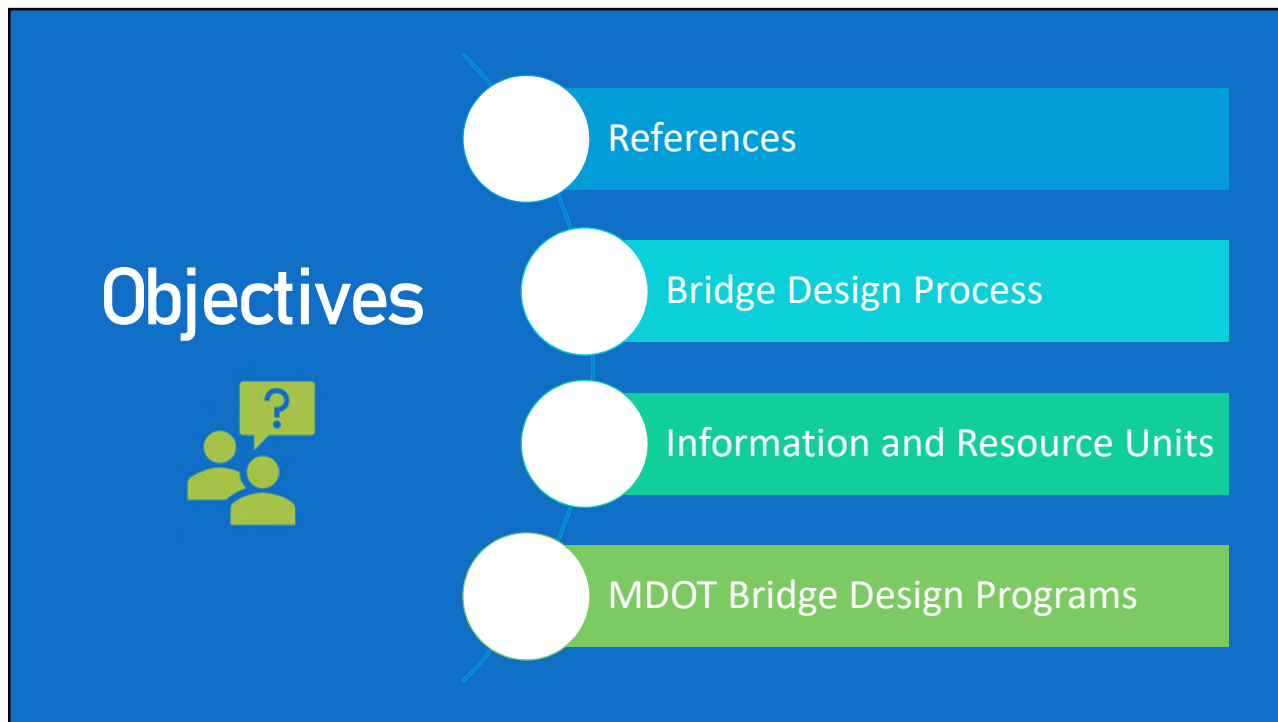 Objectives
?
References
Bridge Design Process
Information and Resource Units
MDOT Bridge Design Programs